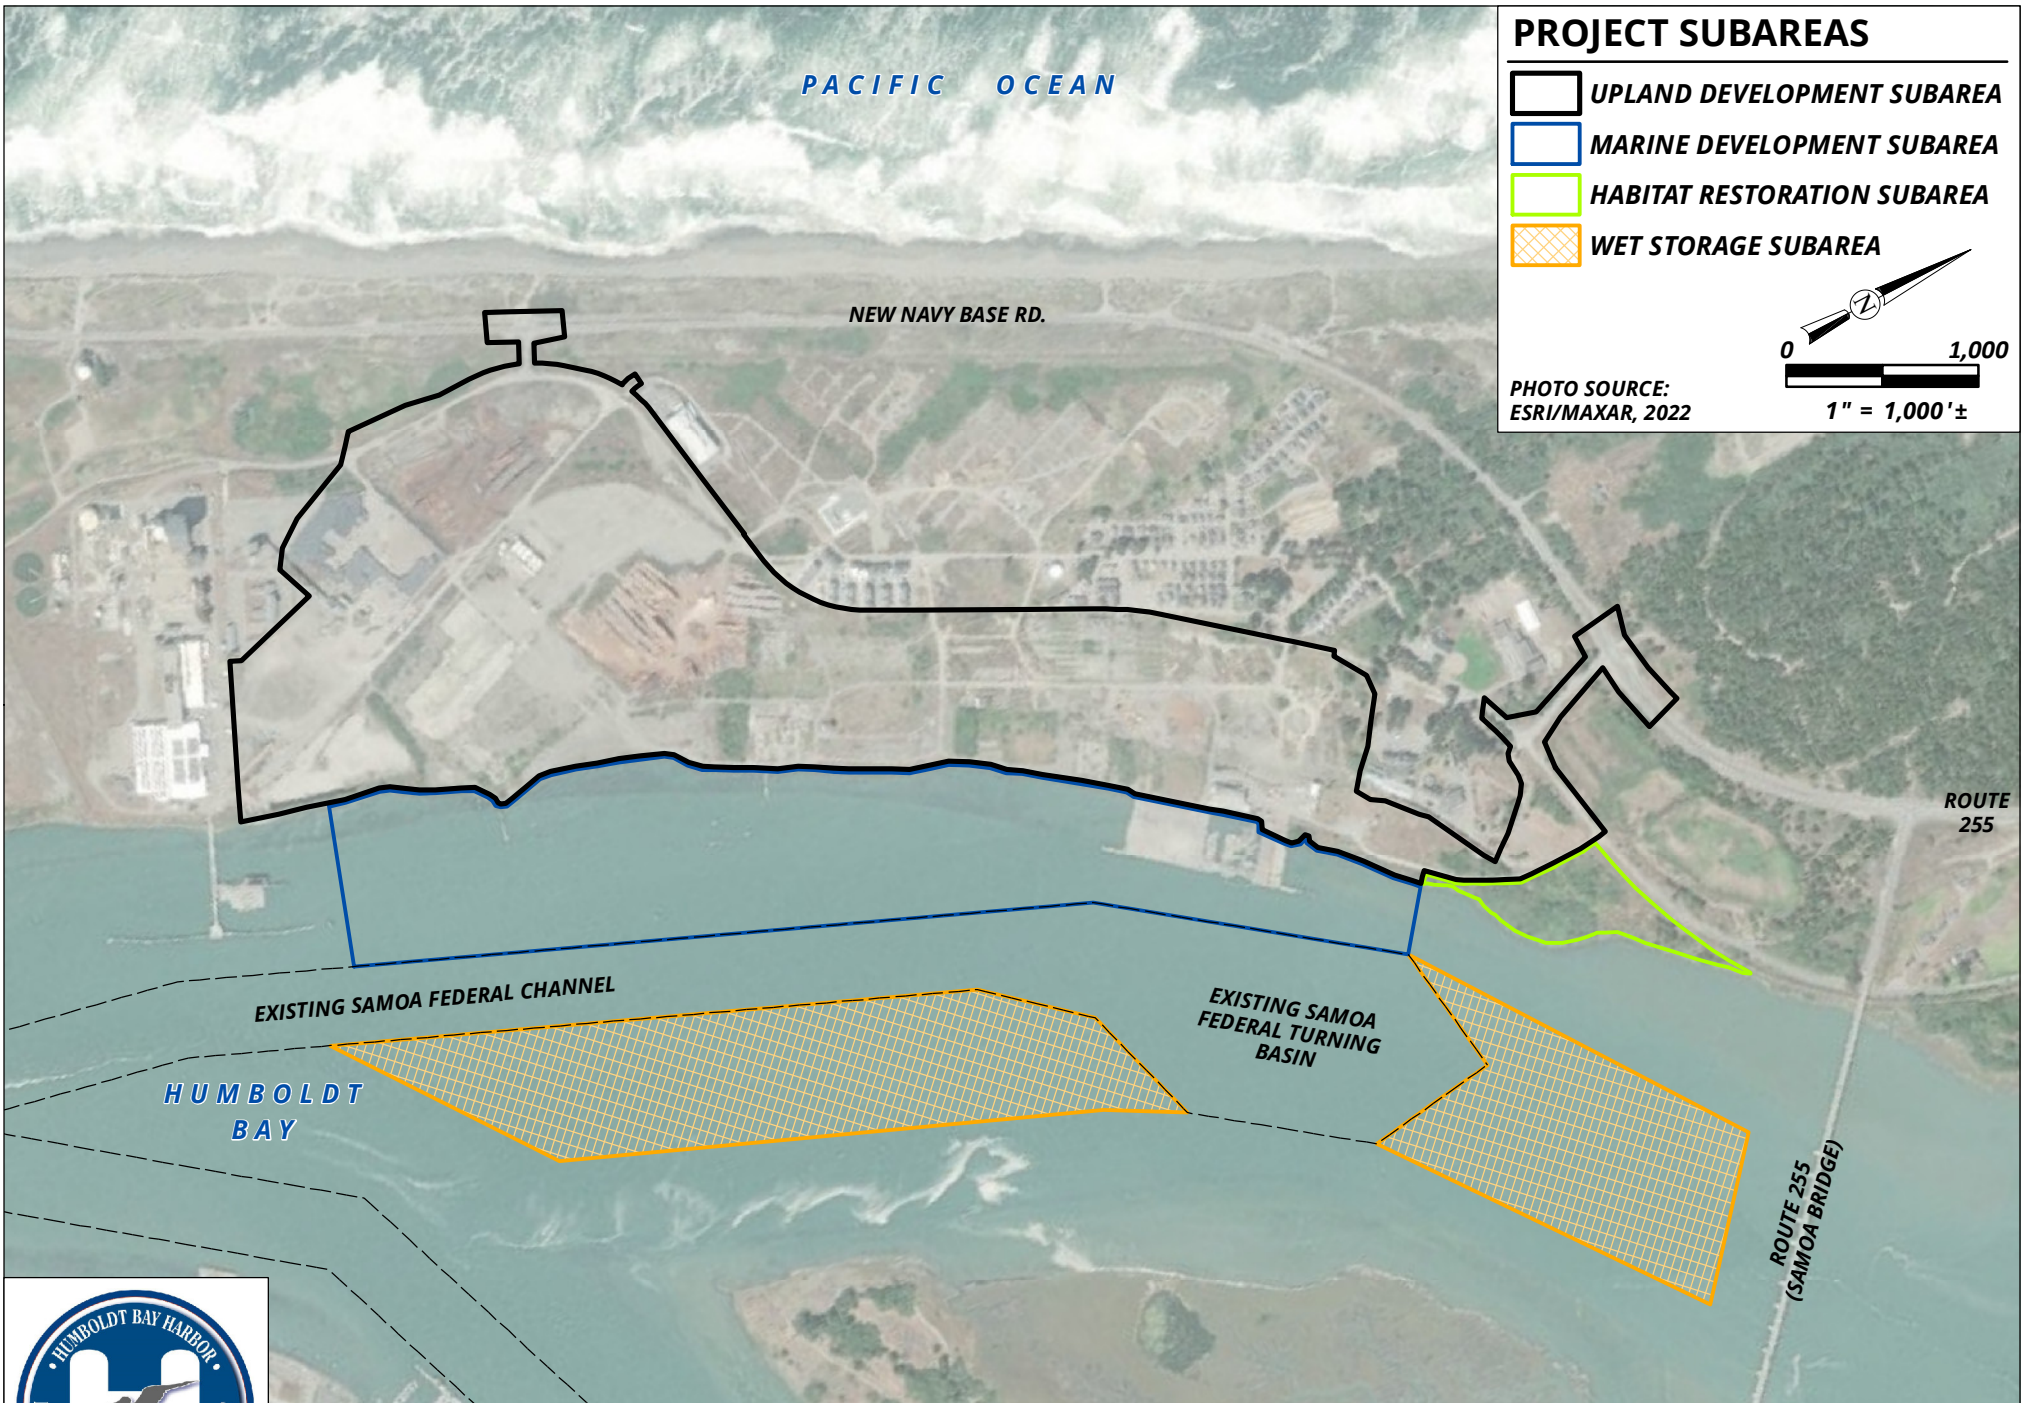 PROJECT SUBAREAS
UPLAND DEVELOPMENT SUBAREA
MARINE DEVELOPMENT SUBAREA
HABITAT RESTORATION SUBAREA
WET STORAGE SUBAREA
N
0 1,000
1" = 1,000'±
PHOTO SOURCE:
ESRI/MAXAR, 2022
PACIFIC OCEAN
NEW NAVY BASE RD.
ROUTE
255
EXISTING SAMOA FEDERAL CHANNEL
EXISTING SAMOA
FEDERAL TURNING
BASIN
HUMBOLDT
BAY
ROUTE 255
(SAMOA BRIDGE)
• HUMBOLDT BAY HARBOR •